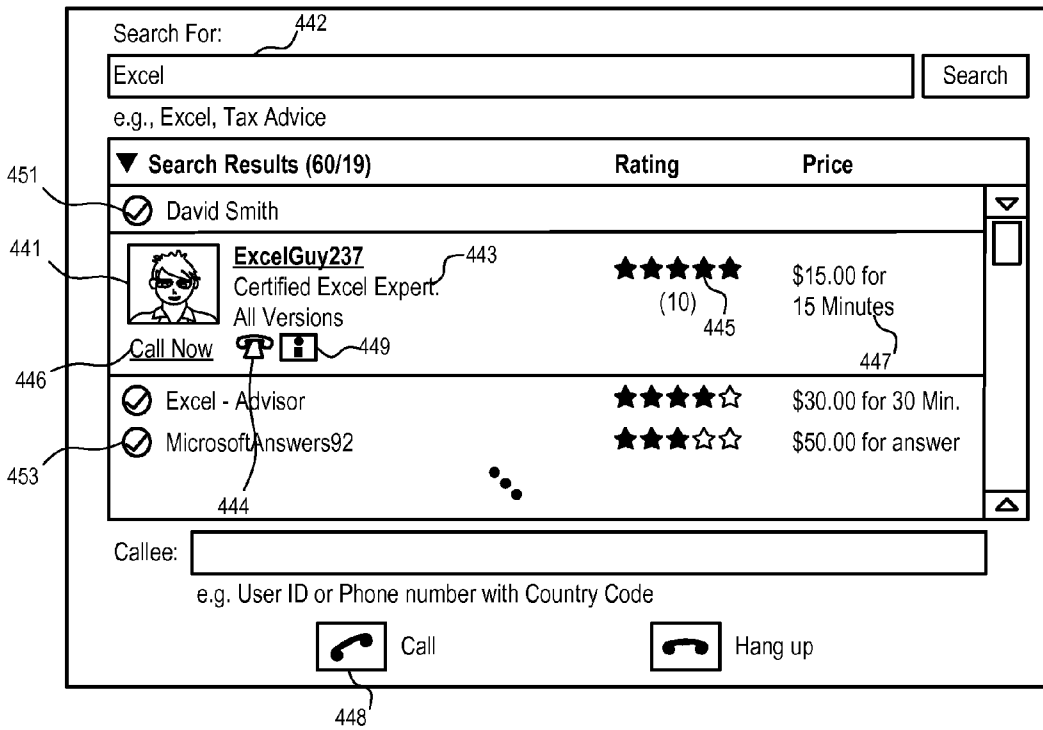 442
Search For:
Excel Search
e.g., Excel, Tax Advice
▼ Search Results (60/19) Rating Price
451
David Smith
441
ExcelGuy237 443
Certified Excel Expert.
All Versions
(10) 445
$15.00 for
15 Minutes
447
446
Call Now 449
Excel - Advisor $30.00 for 30 Min.
MicrosoftAnswers92 $50.00 for answer
453
444
Callee:
e.g. User ID or Phone number with Country Code
Call Hang up
448